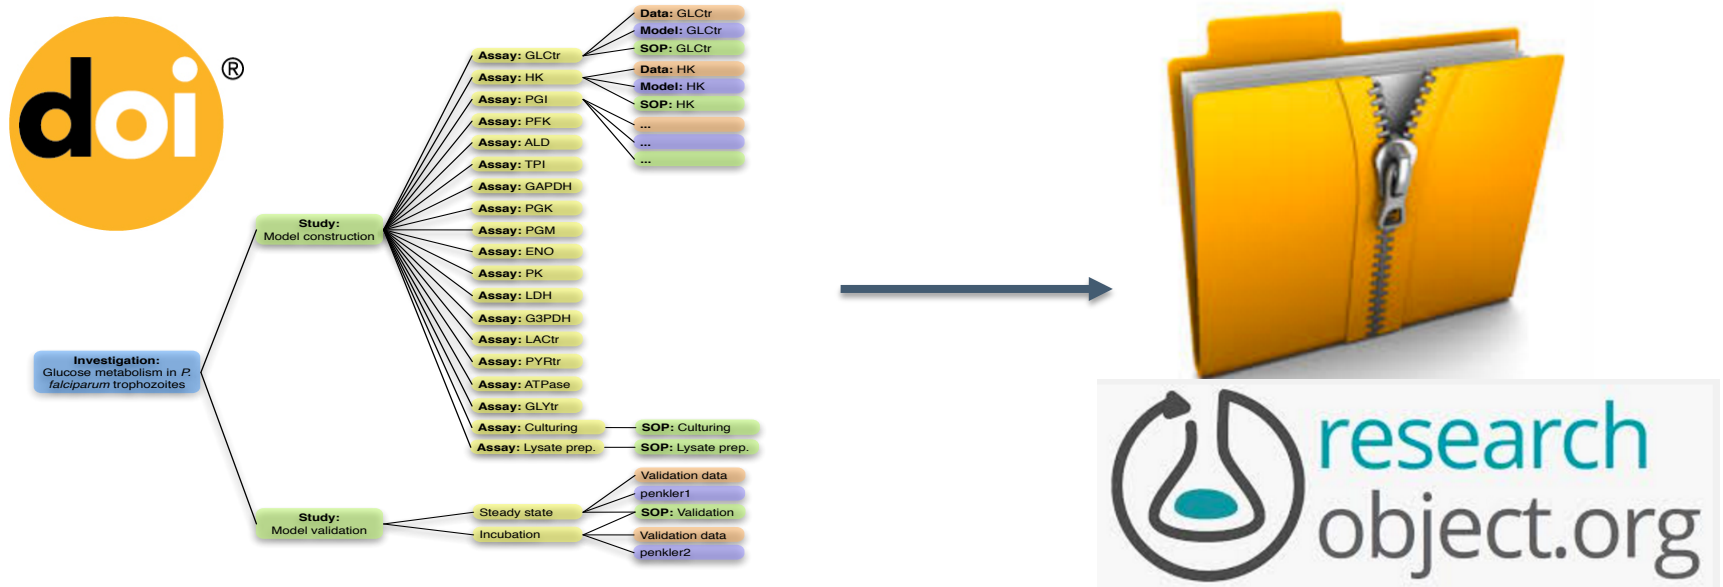 doi®
Investigation:
Glucose metabolism in P.
falciparum trophozoites
Study:
Model construction
Assay: GLCtr
Assay: HK
Assay: PGI
Assay: PFK
Assay: ALD
Assay: TPI
Assay: GAPDH
Assay: PGK
Assay: PGM
Assay: ENO
Assay: PK
Assay: LDH
Assay: G3PDH
Assay: LACtr
Assay: PYRtr
Assay: ATPase
Assay: GLYtr
Assay: Culturing
Assay: Lysate prep.
Data: GLCtr
Model: GLCtr
SOP: GLCtr
Data: HK
Model: HK
SOP: HK
...
...
...
SOP: Culturing
SOP: Lysate prep.
Study:
Model validation
Steady state
Incubation
Validation data
penkler1
SOP: Validation
Validation data
penkler2
research
object.org